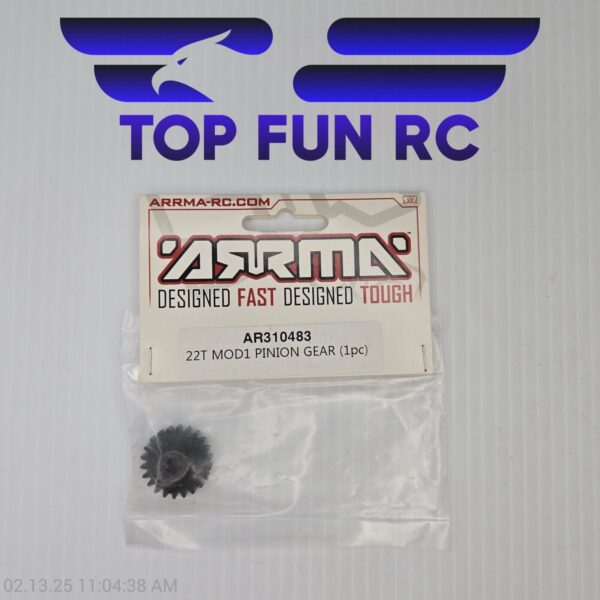 TOP FUN RC
ARRMA-RC.COM
ARRMA
DESIGNED FAST DESIGNED TOUGH
AR310483
22T MOD1 PINION GEAR (1pc)
02.13.25 11:04:38 AM